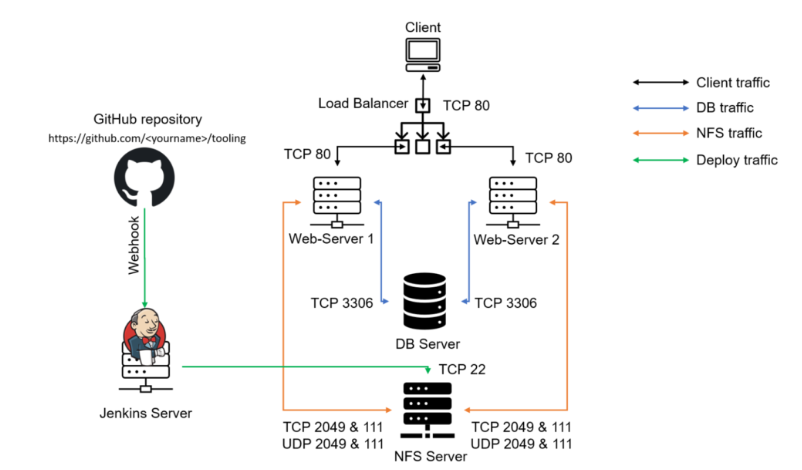 Client
Load Balancer
TCP 80
Client traffic
DB traffic
NFS traffic
Deploy traffic
GitHub repository
https://github.com/<yourname>/tooling
TCP 80
TCP 80
Webhook
Web-Server 1
Web-Server 2
TCP 3306
TCP 3306
DB Server
TCP 22
Jenkins Server
TCP 2049 & 111
UDP 2049 & 111
TCP 2049 & 111
UDP 2049 & 111
NFS Server